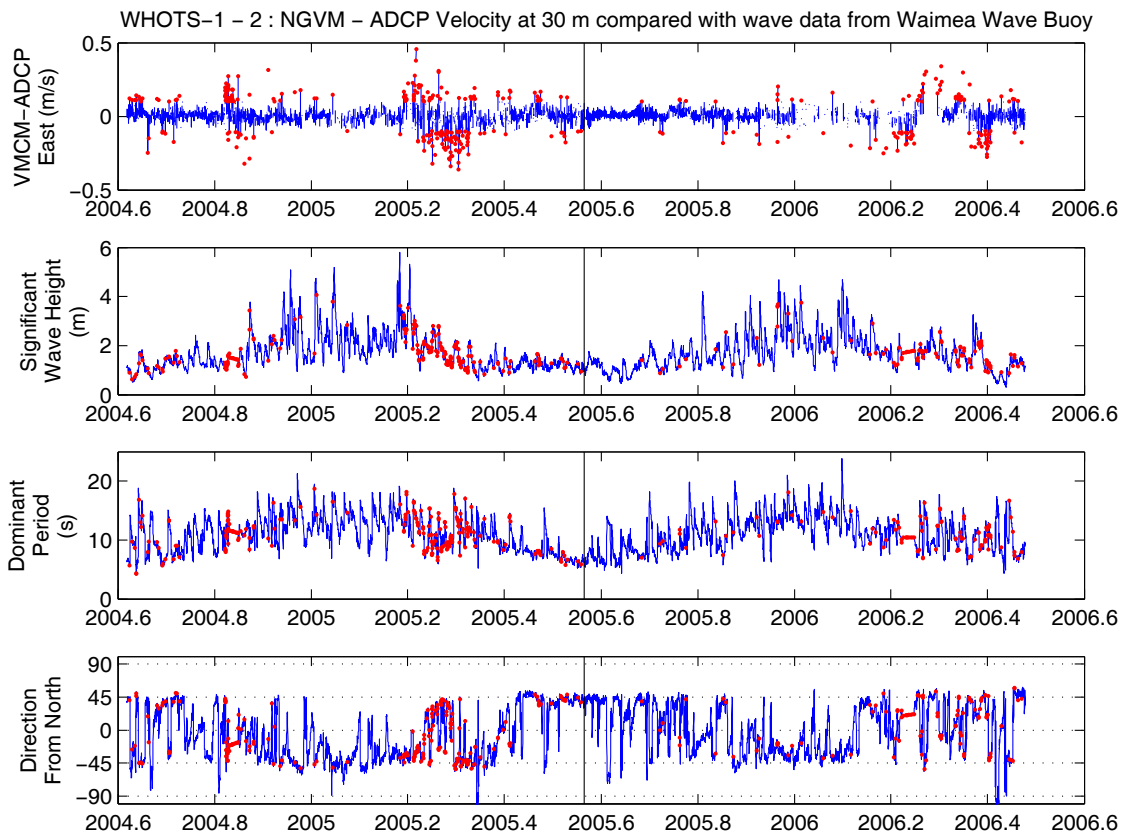 WHOTS-1 - 2 : NGVM - ADCP Velocity at 30 m compared with wave data from Waimea Wave Buoy
VMCM-ADCP
East (m/s)
0.5
0
-0.5
2004.6 2004.8 2005 2005.2 2005.4 2005.6 2005.8 2006 2006.2 2006.4 2006.6
Significant
Wave Height
(m)
6
4
2
0
2004.6 2004.8 2005 2005.2 2005.4 2005.6 2005.8 2006 2006.2 2006.4 2006.6
Dominant
Period
(s)
20
10
0
2004.6 2004.8 2005 2005.2 2005.4 2005.6 2005.8 2006 2006.2 2006.4 2006.6
Direction
From North
90
45
0
-45
-90
2004.6 2004.8 2005 2005.2 2005.4 2005.6 2005.8 2006 2006.2 2006.4 2006.6